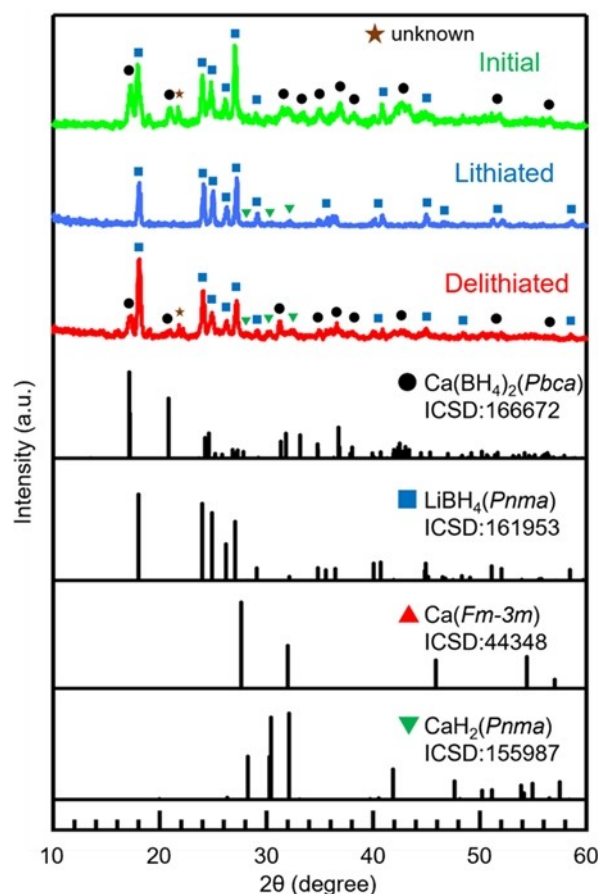 ★ unknown
Initial
Lithiated
Delithiated
Ca(BH₄)₂(Pbca)
ICSD:166672
LiBH₄(Pnma)
ICSD:161953
Ca(Fm-3m)
ICSD:44348
CaH₂(Pnma)
ICSD:155987
Intensity (a.u.)
10 20 30 40 50 60
2θ (degree)